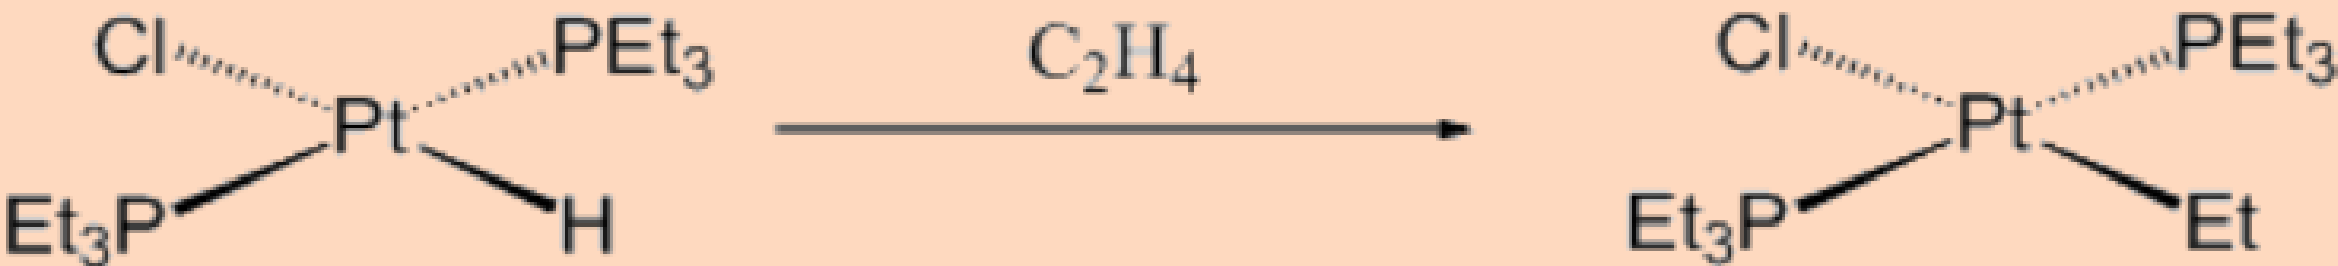 Cl PEt₃ C₂H₄ Cl PEt₃
Pt Pt
Et₃P H Et₃P Et